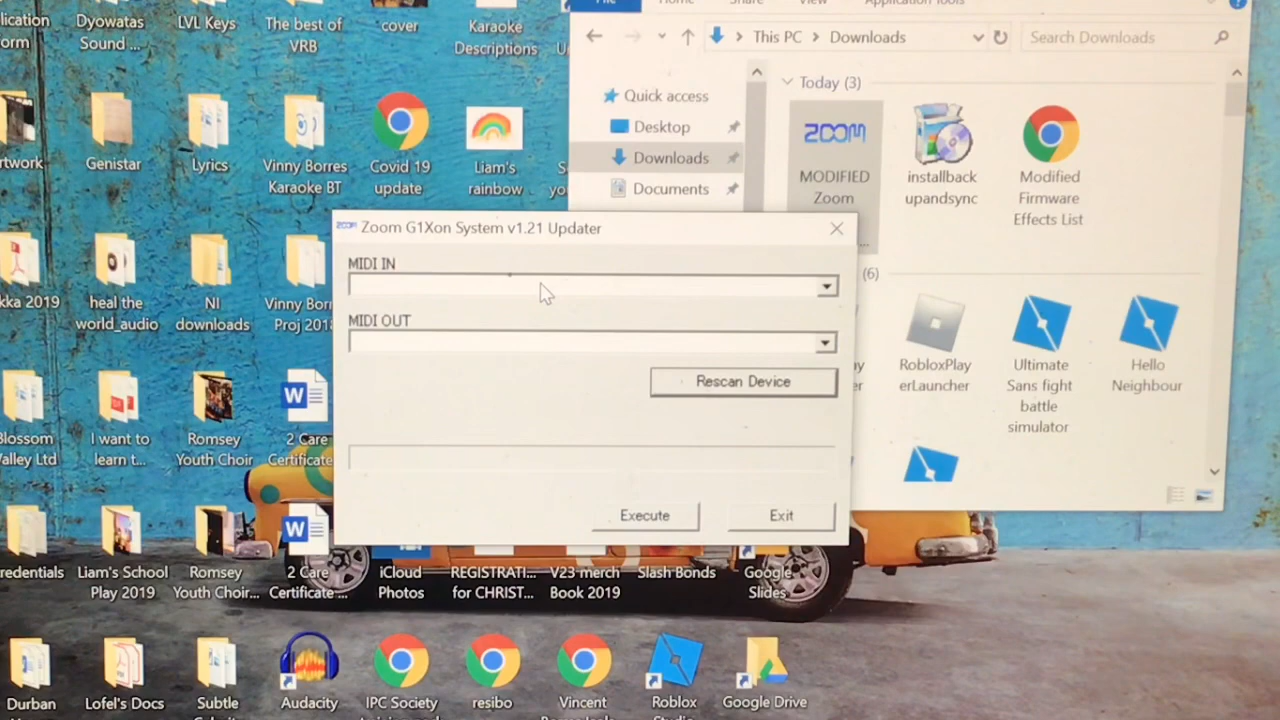 Dyowatas
Sound ...
LVL Keys
The best of
VRB
cover
Karaoke
Descriptions
File
Home
Share
View
Application Tools
This PC > Downloads
Search Downloads
Quick access
Desktop
Downloads
Documents
Today (3)
ZOOM
MODIFIED
Zoom
installback
upandsync
Modified
Firmware
Effects List
(6)
RobloxPlay
erLauncher
Ultimate
Sans fight
battle
simulator
Hello
Neighbour
Genistar
Lyrics
Vinny Borres
Karaoke BT
Covid 19
update
Liam's
rainbow
ZOOM Zoom G1Xon System v1.21 Updater
MIDI IN
MIDI OUT
Rescan Device
Execute
Exit
2019
heal the
world_audio
NI
downloads
Vinny Borr
Proj 201
Blossom
I want to
learn t...
Romsey
Youth Choir
W
2 Care
Certificate
Liam's School
Play 2019
Romsey
Youth Choir...
W
2 Care
Certificate ...
iCloud
Photos
REGISTRATI...
for CHRIST...
V23 merch
Book 2019
Slash Bonds
Google
Slides
Durban
Lofel's Docs
Subtle
Audacity
IPC Society
resibo
Vincent
Roblox
Studio
Google Drive